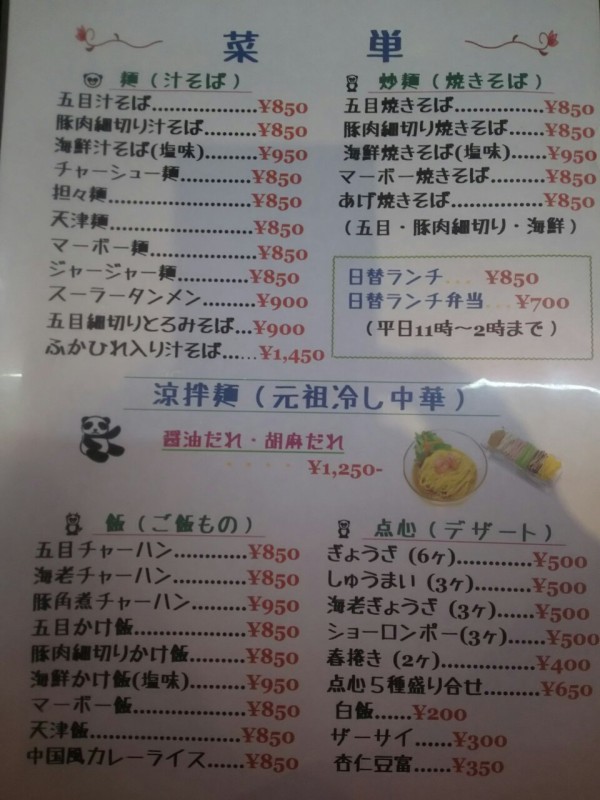 菜単
麺（汁そば）
五目汁そば..................¥850
豚肉細切り汁そば.........¥850
海鮮汁そば(塩味).........¥950
チャーシュー麺............¥850
担々麺........................¥850
天津麺........................¥850
マーボー麺..................¥850
ジャージャー麺............¥850
スーラータンメン.........¥900
五目細切りとろみそば...¥900
ふかひれ入り汁そば......¥1,450
炒麺（焼きそば）
五目焼きそば...............¥850
豚肉細切り焼きそば......¥850
海鮮焼きそば(塩味)......¥950
マーボー焼きそば.........¥850
あげ焼きそば...............¥850
（五目・豚肉細切り・海鮮）
日替ランチ... ¥850
日替ランチ弁当...¥700
（平日11時～2時まで）
涼拌麺（元祖冷し中華）
醤油だれ・胡麻だれ
....¥1,250-
飯（ご飯もの）
五目チャーハン............¥850
海老チャーハン............¥850
豚角煮チャーハン.........¥950
五目かけ飯..................¥850
豚肉細切りかけ飯.........¥850
海鮮かけ飯(塩味).........¥950
マーボー飯..................¥850
天津飯........................¥850
中国風カレーライス......¥850
点心（デザート）
ぎょうざ (6ヶ)............¥500
しゅうまい (3ヶ).........¥500
海老ぎょうざ (3ヶ)......¥500
ショーロンポー(3ヶ)......¥500
春捲き (2ヶ)...............¥400
点心５種盛り合せ.........¥650
白飯......¥200
ザーサイ......¥300
杏仁豆富......¥350